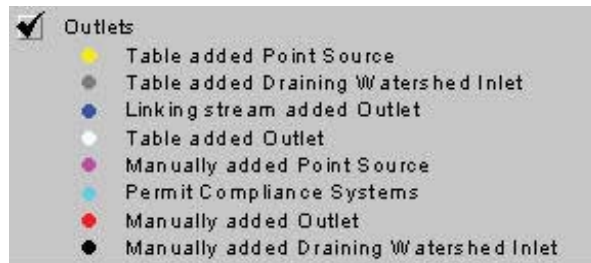 Outlets
Table added Point Source
Table added Draining Watershed Inlet
Linking stream added Outlet
Table added Outlet
Manually added Point Source
Permit Compliance Systems
Manually added Outlet
Manually added Draining Watershed Inlet